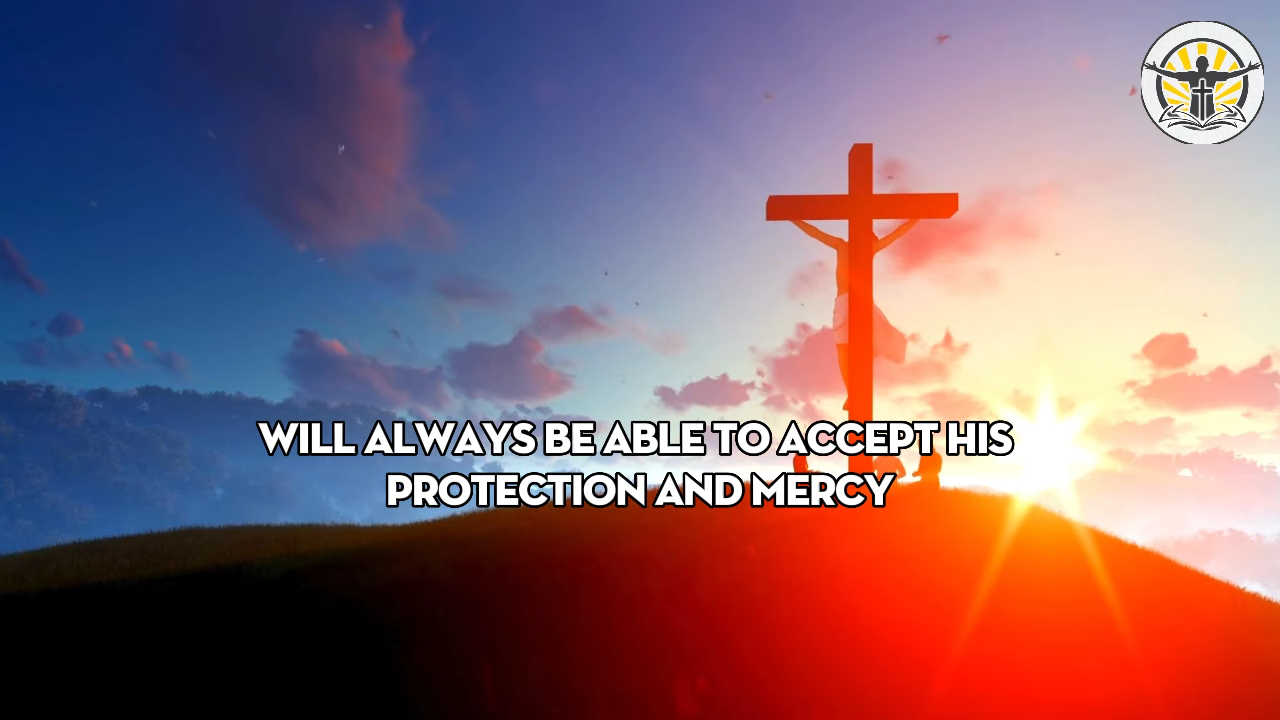 WILL ALWAYS BE ABLE TO ACCEPT HIS
PROTECTION AND MERCY